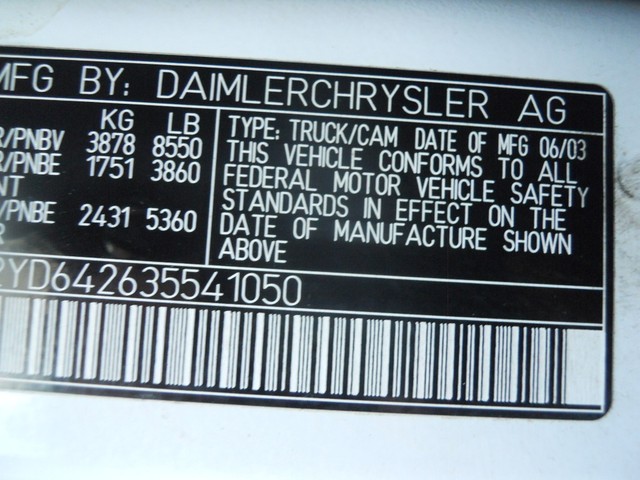 MFG BY: DAIMLERCHRYSLER AG
KG LB
R/PNBV 3878 8550
R/PNBE 1751 3860
NT
/PNBE 2431 5360
R
TYPE: TRUCK/CAM DATE OF MFG 06/03
THIS VEHICLE CONFORMS TO ALL
FEDERAL MOTOR VEHICLE SAFETY
STANDARDS IN EFFECT ON THE
DATE OF MANUFACTURE SHOWN
ABOVE
YD642635541050